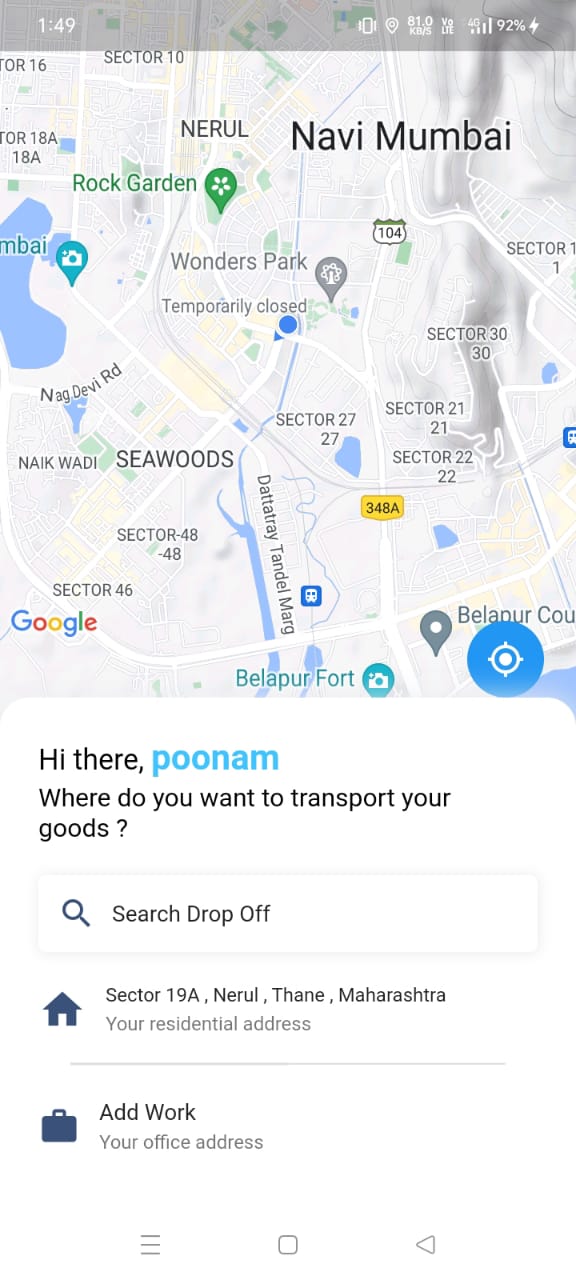 1:49
81.0
KB/S
Vo
LTE
4G
92%
TOR 16
SECTOR 10
NERUL
Navi Mumbai
TOR 18A
18A
Rock Garden
104
mbai
Wonders Park
SECTOR 1
1
Temporarily closed
SECTOR 30
30
Nag Devi Rd
SECTOR 27
27
SECTOR 21
21
NAIK WADI
SEAWOODS
SECTOR 22
22
Dattatray Tandel Marg
348A
SECTOR-48
-48
SECTOR 46
Google
Belapur Cou
Belapur Fort
Hi there, poonam
Where do you want to transport your
goods ?
Search Drop Off
Sector 19A , Nerul , Thane , Maharashtra
Your residential address
Add Work
Your office address